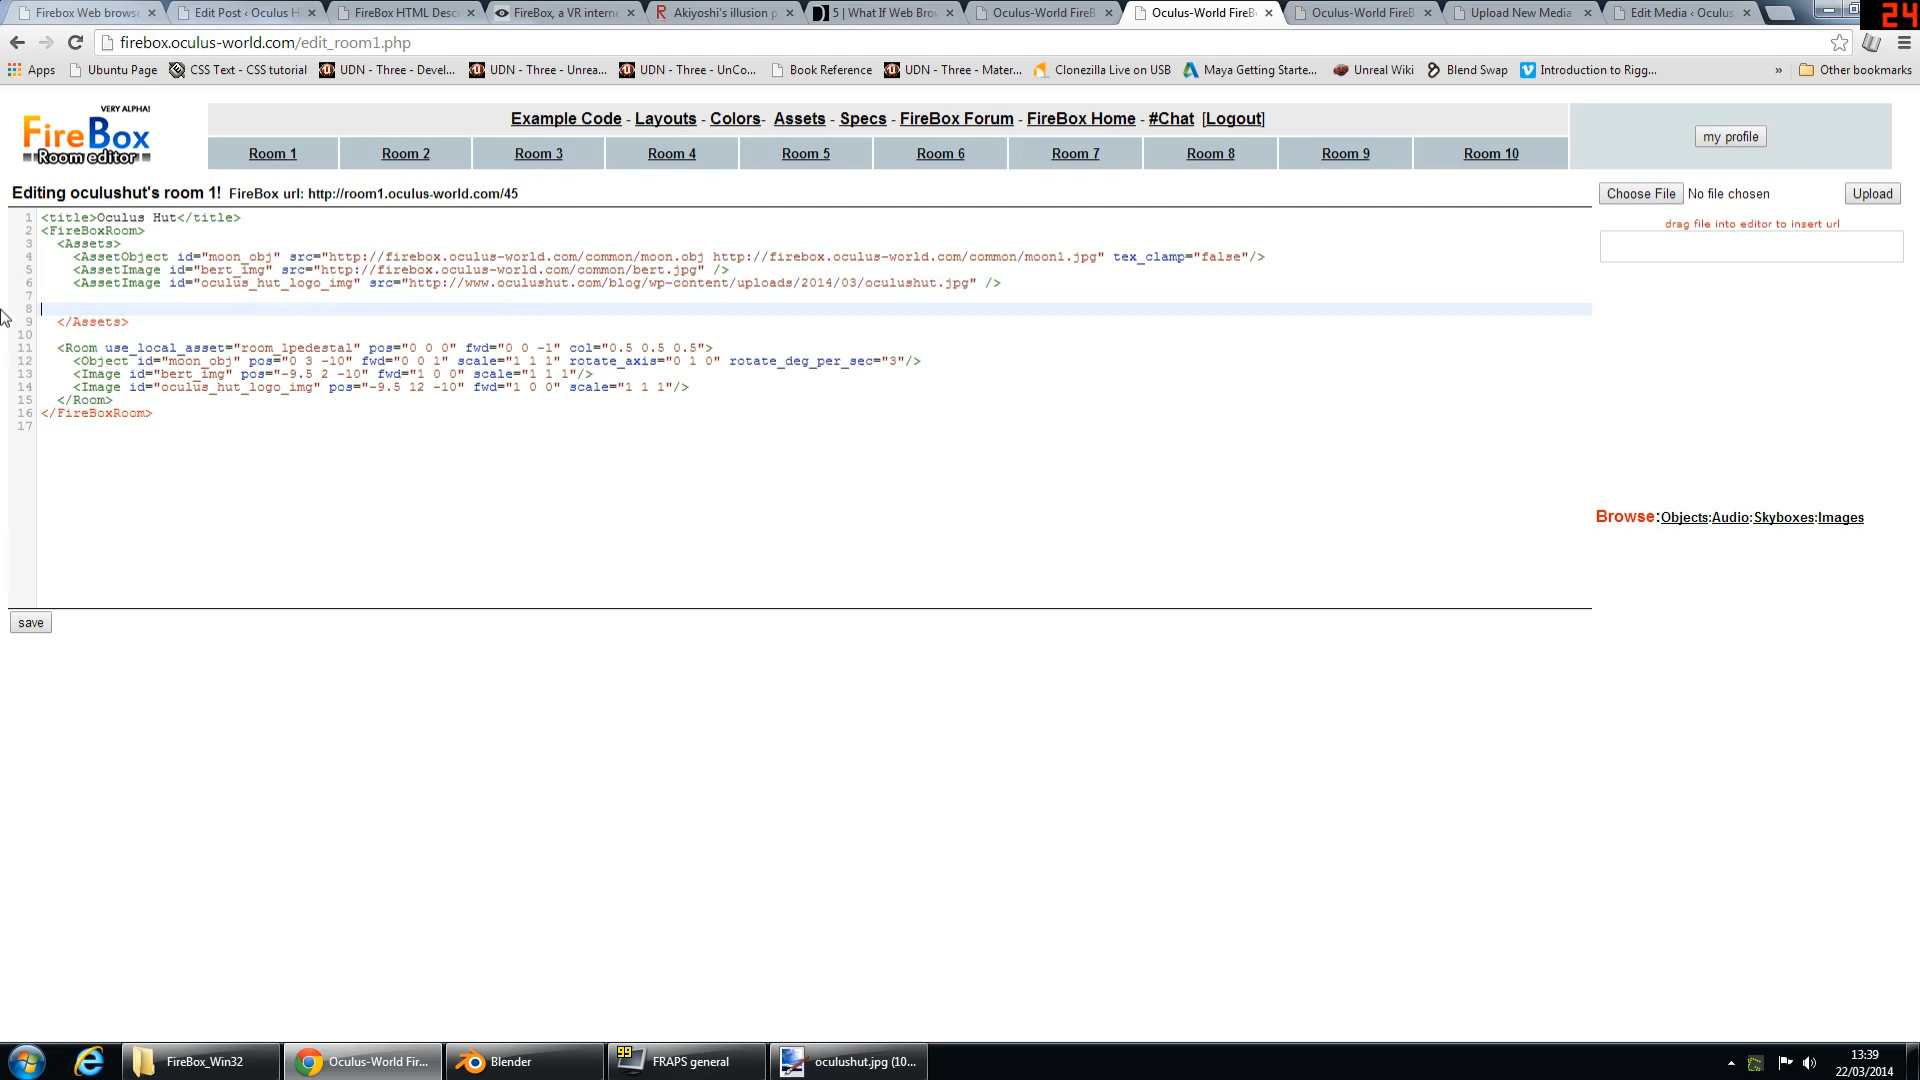 Firebox Web browse
Edit Post ‹ Oculus H
FireBox HTML Desc
FireBox, a VR interne
Akiyoshi's illusion p
5 | What If Web Bro
Oculus-World FireB
Oculus-World FireB
Oculus-World FireB
Upload New Media
Edit Media ‹ Oculus
24
firebox.oculus-world.com/edit_room1.php
Apps
Ubuntu Page
CSS Text - CSS tutorial
UDN - Three - Devel...
UDN - Three - Unrea...
UDN - Three - UnCo...
Book Reference
UDN - Three - Mater...
Clonezilla Live on USB
Maya Getting Starte...
Unreal Wiki
Blend Swap
Introduction to Rigg...
»
Other bookmarks
VERY ALPHA!
FireBox
Room editor
Example Code - Layouts - Colors- Assets - Specs - FireBox Forum - FireBox Home - #Chat [Logout]
my profile
Room 1
Room 2
Room 3
Room 4
Room 5
Room 6
Room 7
Room 8
Room 9
Room 10
Editing oculushut's room 1! FireBox url: http://room1.oculus-world.com/45
Choose File No file chosen
Upload
drag file into editor to insert url
1 <title>Oculus Hut</title>
2 <FireBoxRoom>
3 <Assets>
4 <AssetObject id="moon_obj" src="http://firebox.oculus-world.com/common/moon.obj http://firebox.oculus-world.com/common/moon1.jpg" tex_clamp="false"/>
5 <AssetImage id="bert_img" src="http://firebox.oculus-world.com/common/bert.jpg" />
6 <AssetImage id="oculus_hut_logo_img" src="http://www.oculushut.com/blog/wp-content/uploads/2014/03/oculushut.jpg" />
7
8
9 </Assets>
10
11 <Room use_local_asset="room_1pedestal" pos="0 0 0" fwd="0 0 -1" col="0.5 0.5 0.5">
12 <Object id="moon_obj" pos="0 3 -10" fwd="0 0 1" scale="1 1 1" rotate_axis="0 1 0" rotate_deg_per_sec="3"/>
13 <Image id="bert_img" pos="-9.5 2 -10" fwd="1 0 0" scale="1 1 1"/>
14 <Image id="oculus_hut_logo_img" pos="-9.5 12 -10" fwd="1 0 0" scale="1 1 1"/>
15 </Room>
16 </FireBoxRoom>
17
Browse:Objects:Audio:Skyboxes:Images
save
FireBox_Win32
Oculus-World Fir...
Blender
99
FRAPS general
oculushut.jpg (10...
13:39
22/03/2014